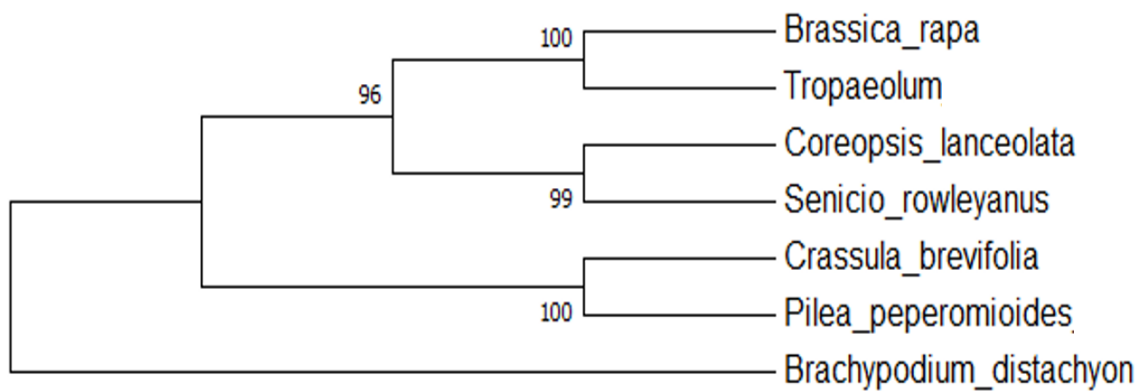 100
Brassica_rapa
Tropaeolum
96
Coreopsis_lanceolata
99
Senicio_rowleyanus
Crassula_brevifolia
100
Pilea_peperomioides
Brachypodium_distachyon